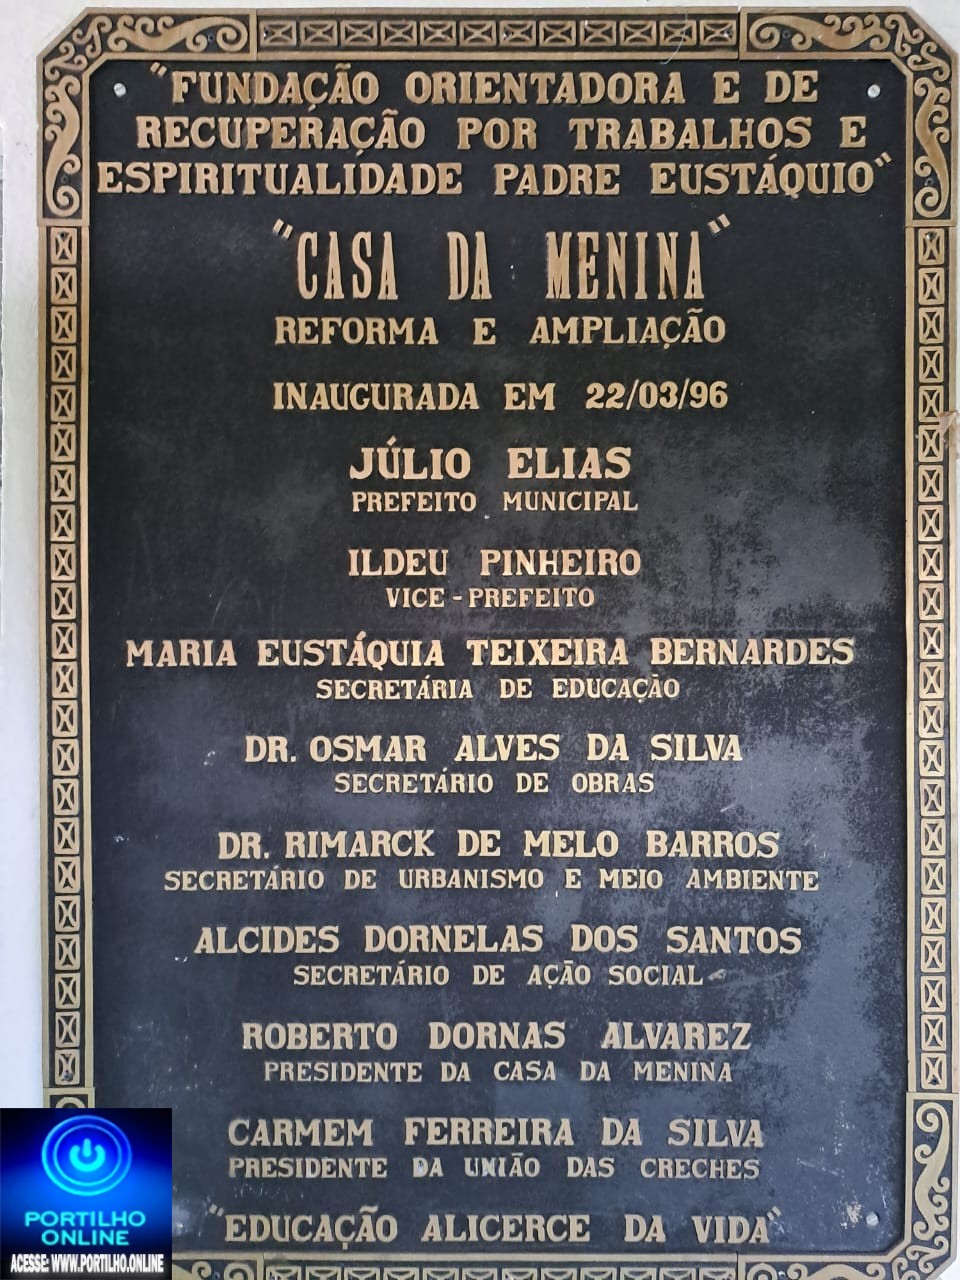 "FUNDAÇÃO ORIENTADORA E DE
RECUPERAÇÃO POR TRABALHOS E
ESPIRITUALIDADE PADRE EUSTÁQUIO"
"CASA DA MENINA"
REFORMA E AMPLIAÇÃO
INAUGURADA EM 22/03/96
JÚLIO ELIAS
PREFEITO MUNICIPAL
ILDEU PINHEIRO
VICE-PREFEITO
MARIA EUSTÁQUIA TEIXEIRA BERNARDES
SECRETÁRIA DE EDUCAÇÃO
DR. OSMAR ALVES DA SILVA
SECRETÁRIO DE OBRAS
DR. RIMARCK DE MELO BARROS
SECRETÁRIO DE URBANISMO E MEIO AMBIENTE
ALCIDES DORNELAS DOS SANTOS
SECRETÁRIO DE AÇÃO SOCIAL
ROBERTO DORNAS ALVAREZ
PRESIDENTE DA CASA DA MENINA
CARMEM FERREIRA DA SILVA
PRESIDENTE DA UNIÃO DAS CRECHES
"EDUCAÇÃO ALICERCE DA VIDA"
PORTILHO
ONLINE
ACESSE: WWW.PORTILHO.ONLINE